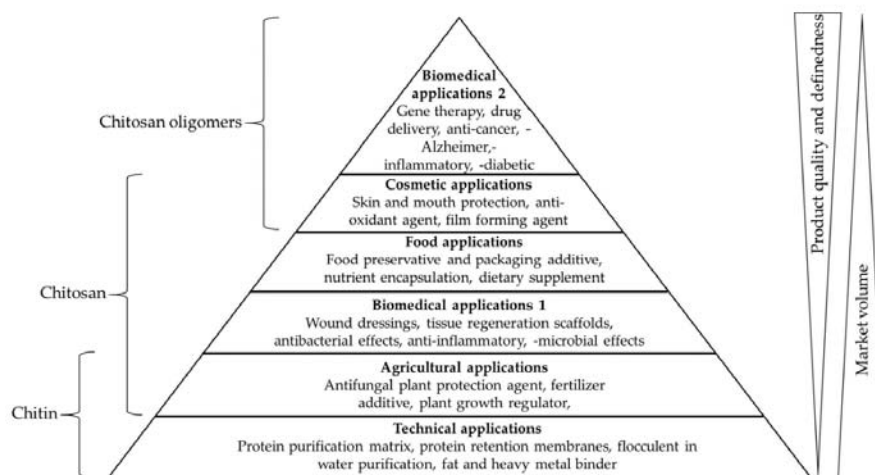 Biomedical
applications 2
Gene therapy, drug
delivery, anti-cancer, -
Alzheimer,-
inflammatory, -diabetic
Cosmetic applications
Skin and mouth protection, anti-
oxidant agent, film forming agent
Food applications
Food preservative and packaging additive,
nutrient encapsulation, dietary supplement
Biomedical applications 1
Wound dressings, tissue regeneration scaffolds,
antibacterial effects, anti-inflammatory, -microbial effects
Agricultural applications
Antifungal plant protection agent, fertilizer
additive, plant growth regulator,
Technical applications
Protein purification matrix, protein retention membranes, flocculent in
water purification, fat and heavy metal binder
Chitosan oligomers
Chitosan
Chitin
Product quality and definedness
Market volume